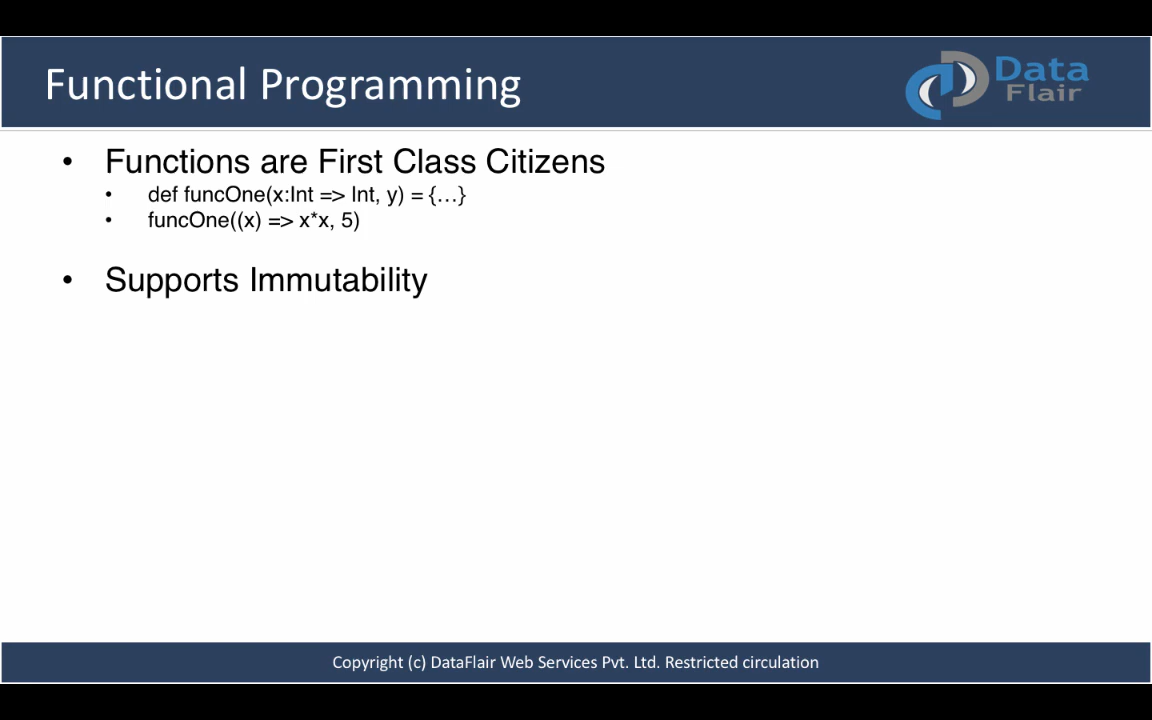 Functional Programming
Data
Flair
• Functions are First Class Citizens
• def funcOne(x:Int => Int, y) = {…}
• funcOne((x) => x*x, 5)
• Supports Immutability
Copyright (c) DataFlair Web Services Pvt. Ltd. Restricted circulation